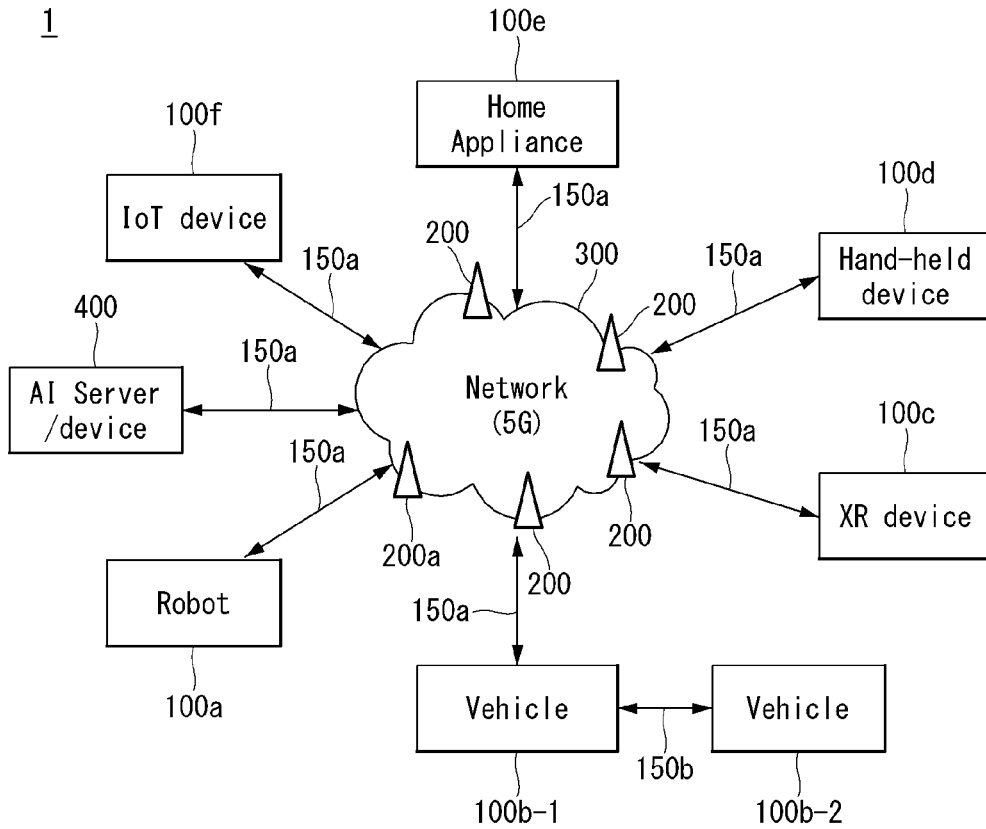 1
100e
Home
Appliance
100f
IoT device
150a
100d
Hand-held
device
200
300
150a
150a
200
400
AI Server
/device
150a
Network
(5G)
100c
XR device
150a
150a
200a
200
200
Robot
100a
150a
Vehicle
Vehicle
150b
100b-1
100b-2